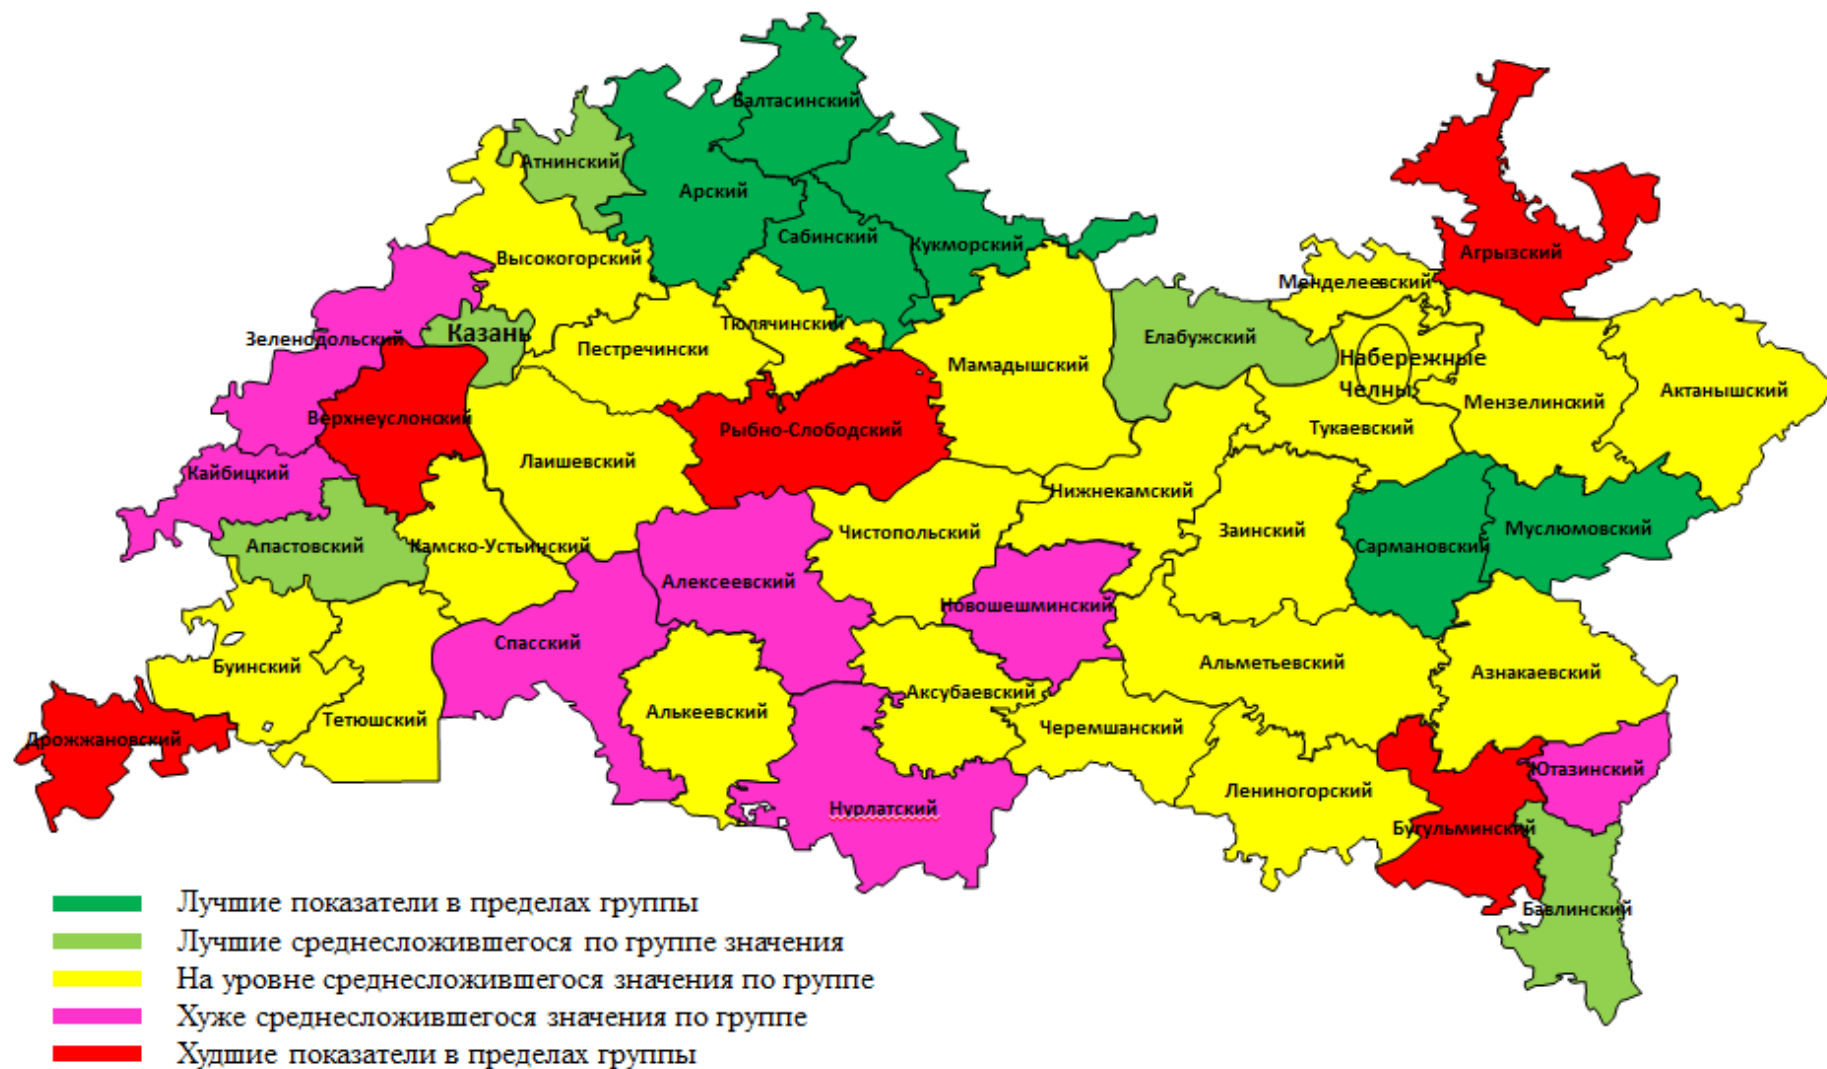 Балтасинский
Атнинский
Арский
Сабинский
Кукморский
Высокогорский
Агрызский
Менделеевский
Зеленодольский
Казань
Пестречински
Тюлячинский
Мамадышский
Елабужский
Набережные
Челны
Мензелинский
Актанышский
Верхнеуслонский
Рыбно-Слободский
Тукаевский
Лаишевский
Кайбицкий
Нижнекамский
Чистопольский
Заинский
Муслюмовский
Сармановский
Апастовский
Камско-Устьинский
Алексеевский
Новошешминский
Спасский
Буинский
Альметьевский
Азнакаевский
Аксубаевский
Алькеевский
Тетюшский
Черемшанский
Дрожжановский
Ютазинский
Лениногорский
Нурлатский
Бугульминский
Бавлинский
Лучшие показатели в пределах группы
Лучшие среднесложившегося по группе значения
На уровне среднесложившегося значения по группе
Хуже среднесложившегося значения по группе
Худшие показатели в пределах группы